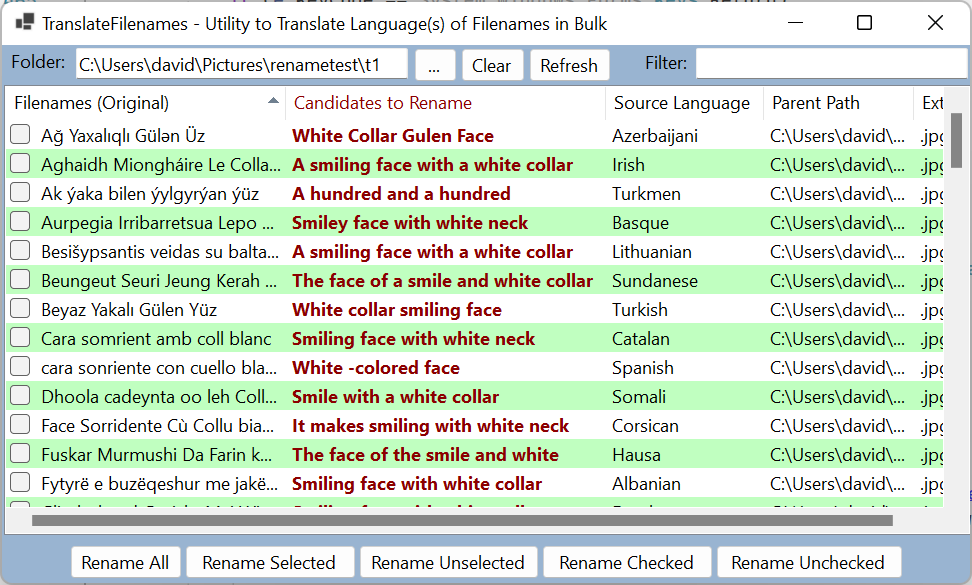 TranslateFilenames - Utility to Translate Language(s) of Filenames in Bulk
Folder: C:\Users\david\Pictures\renametest\t1 ... Clear Refresh Filter:
Filenames (Original) Candidates to Rename Source Language Parent Path Ext
Ağ Yaxalıqlı Gülən Üz White Collar Gulen Face Azerbaijani C:\Users\david\... .jpg
Aghaidh Miongháire Le Colla... A smiling face with a white collar Irish C:\Users\david\... .jpg
Ak ýaka bilen ýylgyrýan ýüz A hundred and a hundred Turkmen C:\Users\david\... .jpg
Aurpegia Irribarretsua Lepo ... Smiley face with white neck Basque C:\Users\david\... .jpg
Besišypsantis veidas su balta... A smiling face with a white collar Lithuanian C:\Users\david\... .jpg
Beungeut Seuri Jeung Kerah ... The face of a smile and white collar Sundanese C:\Users\david\... .jpg
Beyaz Yakalı Gülen Yüz White collar smiling face Turkish C:\Users\david\... .jpg
Cara somrient amb coll blanc Smiling face with white neck Catalan C:\Users\david\... .jpg
cara sonriente con cuello bla... White -colored face Spanish C:\Users\david\... .jpg
Dhoola cadeynta oo leh Coll... Smile with a white collar Somali C:\Users\david\... .jpg
Face Sorridente Cù Collu bia... It makes smiling with white neck Corsican C:\Users\david\... .jpg
Fuskar Murmushi Da Farin k... The face of the smile and white Hausa C:\Users\david\... .jpg
Fytyrë e buzëqeshur me jakë... Smiling face with white collar Albanian C:\Users\david\... .jpg
Rename All Rename Selected Rename Unselected Rename Checked Rename Unchecked